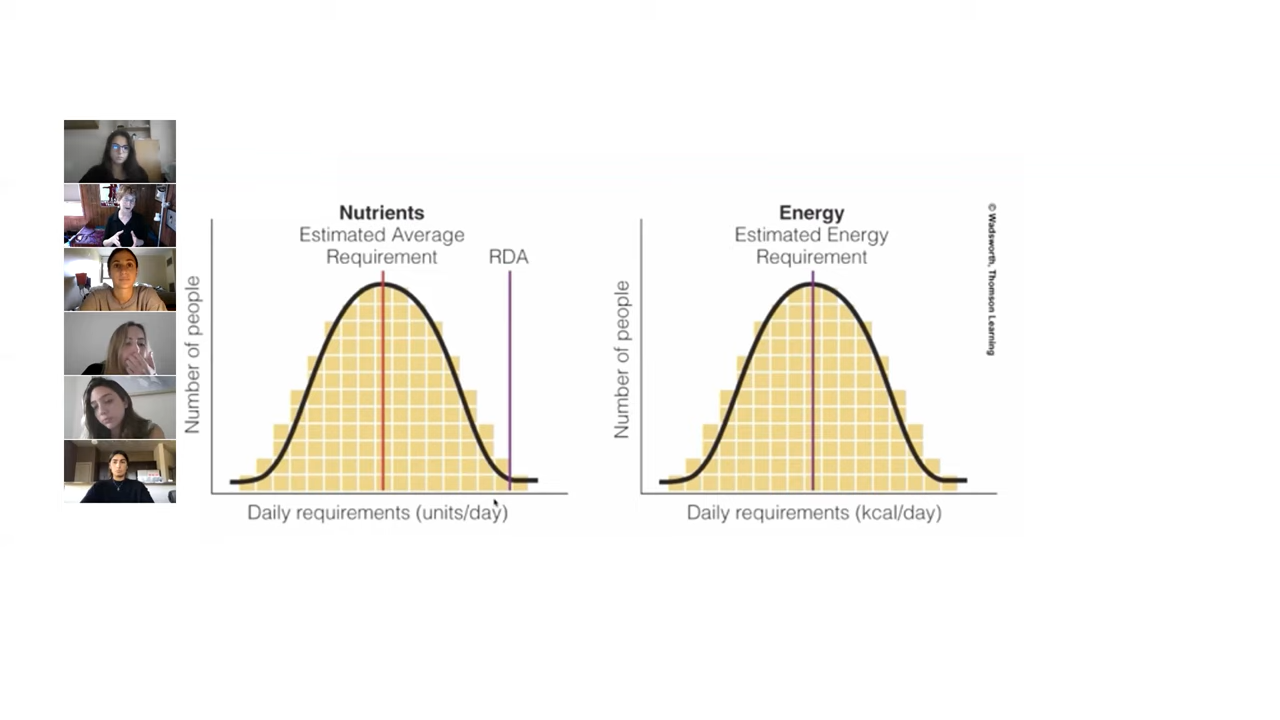 Nutrients
Estimated Average
Requirement
RDA
Number of people
Daily requirements (units/day)
Energy
Estimated Energy
Requirement
Number of people
Daily requirements (kcal/day)
© Wadsworth, Thomson Learning